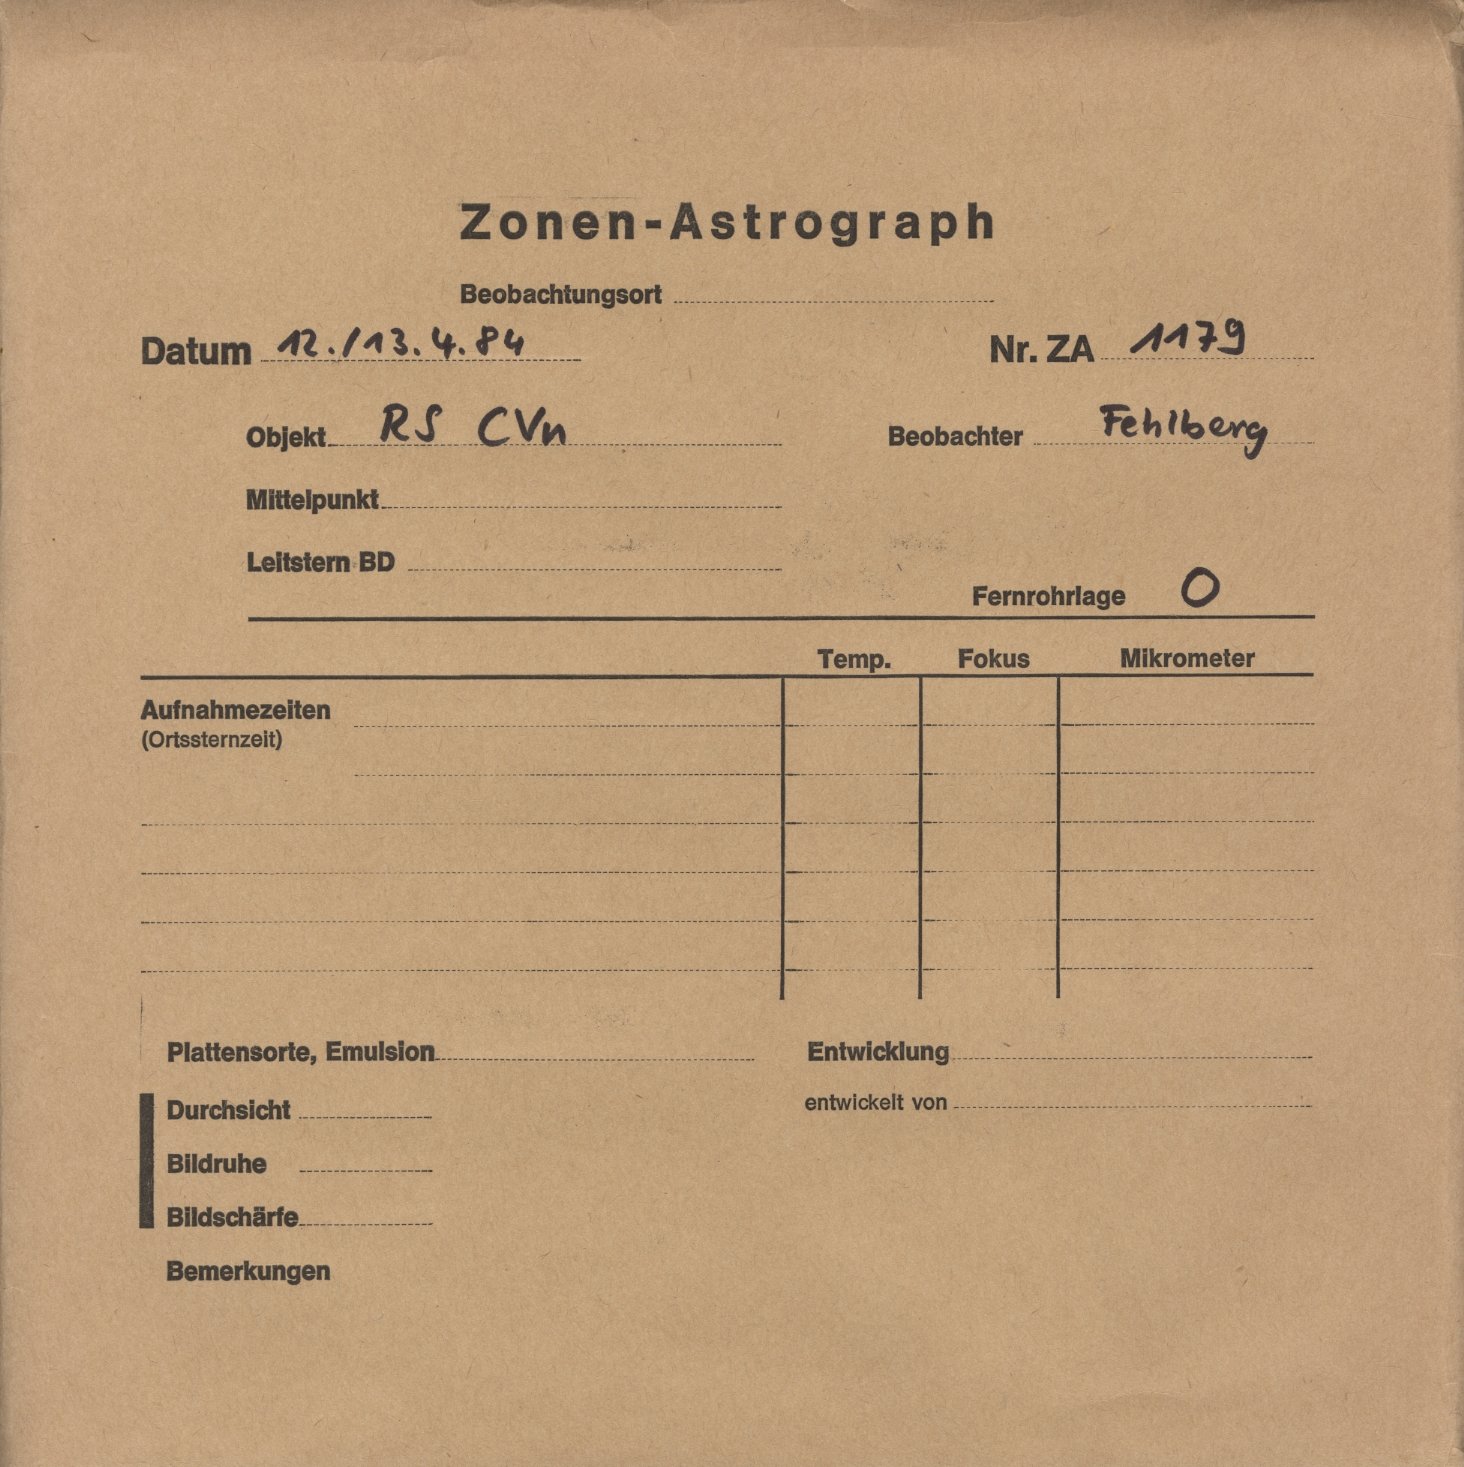 Zonen-Astrograph
Beobachtungsort
Datum 12./13.4.84 Nr. ZA 1179
Objekt RS CVn Beobachter Fehlberg
Mittelpunkt
Leitstern BD
Fernrohrlage O
Temp. Fokus Mikrometer
Aufnahmezeiten
(Ortssternzeit)
Plattensorte, Emulsion Entwicklung
Durchsicht entwickelt von
Bildruhe
Bildschärfe
Bemerkungen